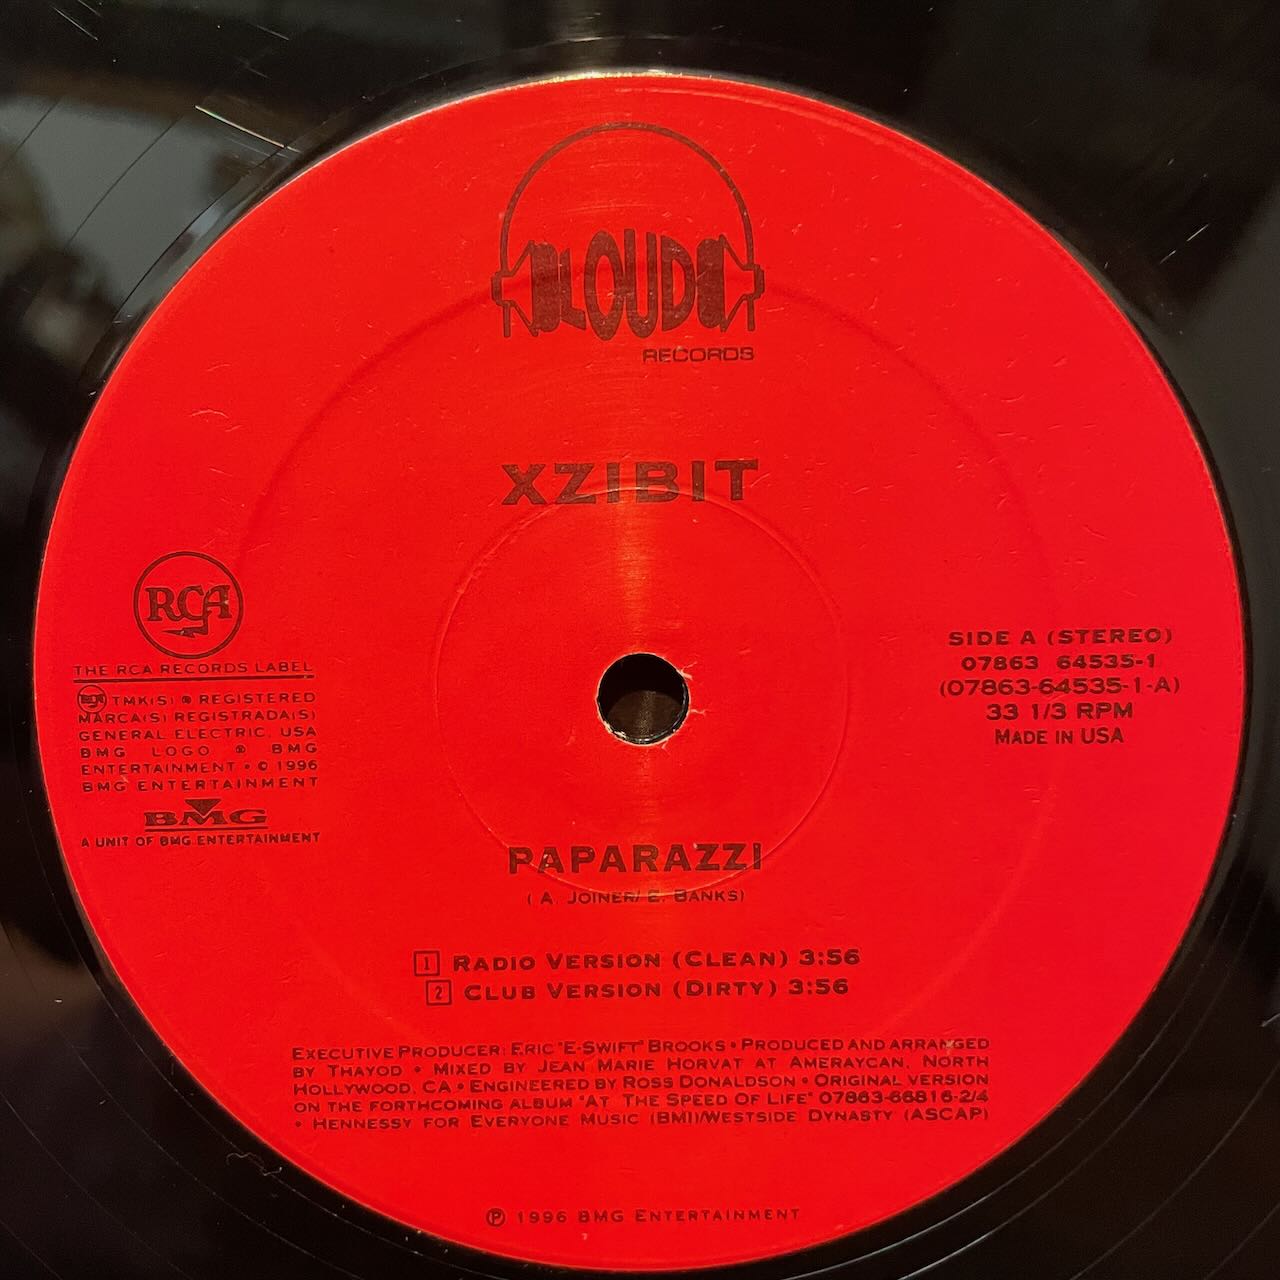 LOUD
RECORDS
XZIBIT
RCA
THE RCA RECORDS LABEL
RCA TMK(S) ® REGISTERED
MARCA(S) REGISTRADA(S)
GENERAL ELECTRIC, USA
BMG LOGO ® BMG
ENTERTAINMENT • © 1996
BMG ENTERTAINMENT
BMG
A UNIT OF BMG ENTERTAINMENT
SIDE A (STEREO)
07863 64535-1
(07863-64535-1-A)
33 1/3 RPM
MADE IN USA
PAPARAZZI
(A. JOINER/ E. BANKS)
1 RADIO VERSION (CLEAN) 3:56
2 CLUB VERSION (DIRTY) 3:56
EXECUTIVE PRODUCER: ERIC "E-SWIFT" BROOKS • PRODUCED AND ARRANGED
BY THAYOD • MIXED BY JEAN MARIE HORVAT AT AMERAYCAN, NORTH
HOLLYWOOD, CA • ENGINEERED BY ROSS DONALDSON • ORIGINAL VERSION
ON THE FORTHCOMING ALBUM "AT THE SPEED OF LIFE" 07863-66816-2/4
• HENNESSY FOR EVERYONE MUSIC (BMI)/WESTSIDE DYNASTY (ASCAP)
℗ 1996 BMG ENTERTAINMENT